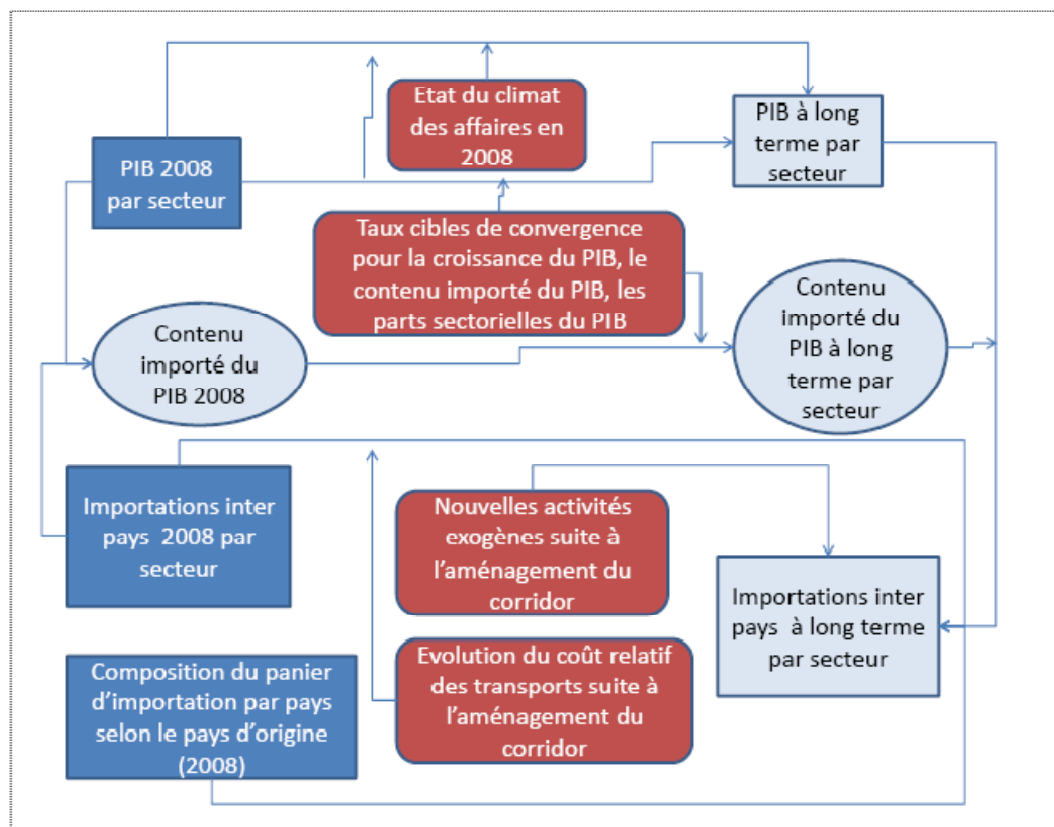 Etat du climat
des affaires en
2008
PIB à long
terme par
secteur
PIB 2008
par secteur
Taux cibles de convergence
pour la croissance du PIB, le
contenu importé du PIB, les
parts sectorielles du PIB
Contenu
importé du
PIB 2008
Contenu
importé du
PIB à long
terme par
secteur
Importations inter
pays 2008 par
secteur
Nouvelles activités
exogènes suite à
l'aménagement du
corridor
Importations inter
pays à long terme
par secteur
Composition du panier
d'importation par pays
selon le pays d'origine
(2008)
Evolution du coût relatif
des transports suite à
l'aménagement du
corridor